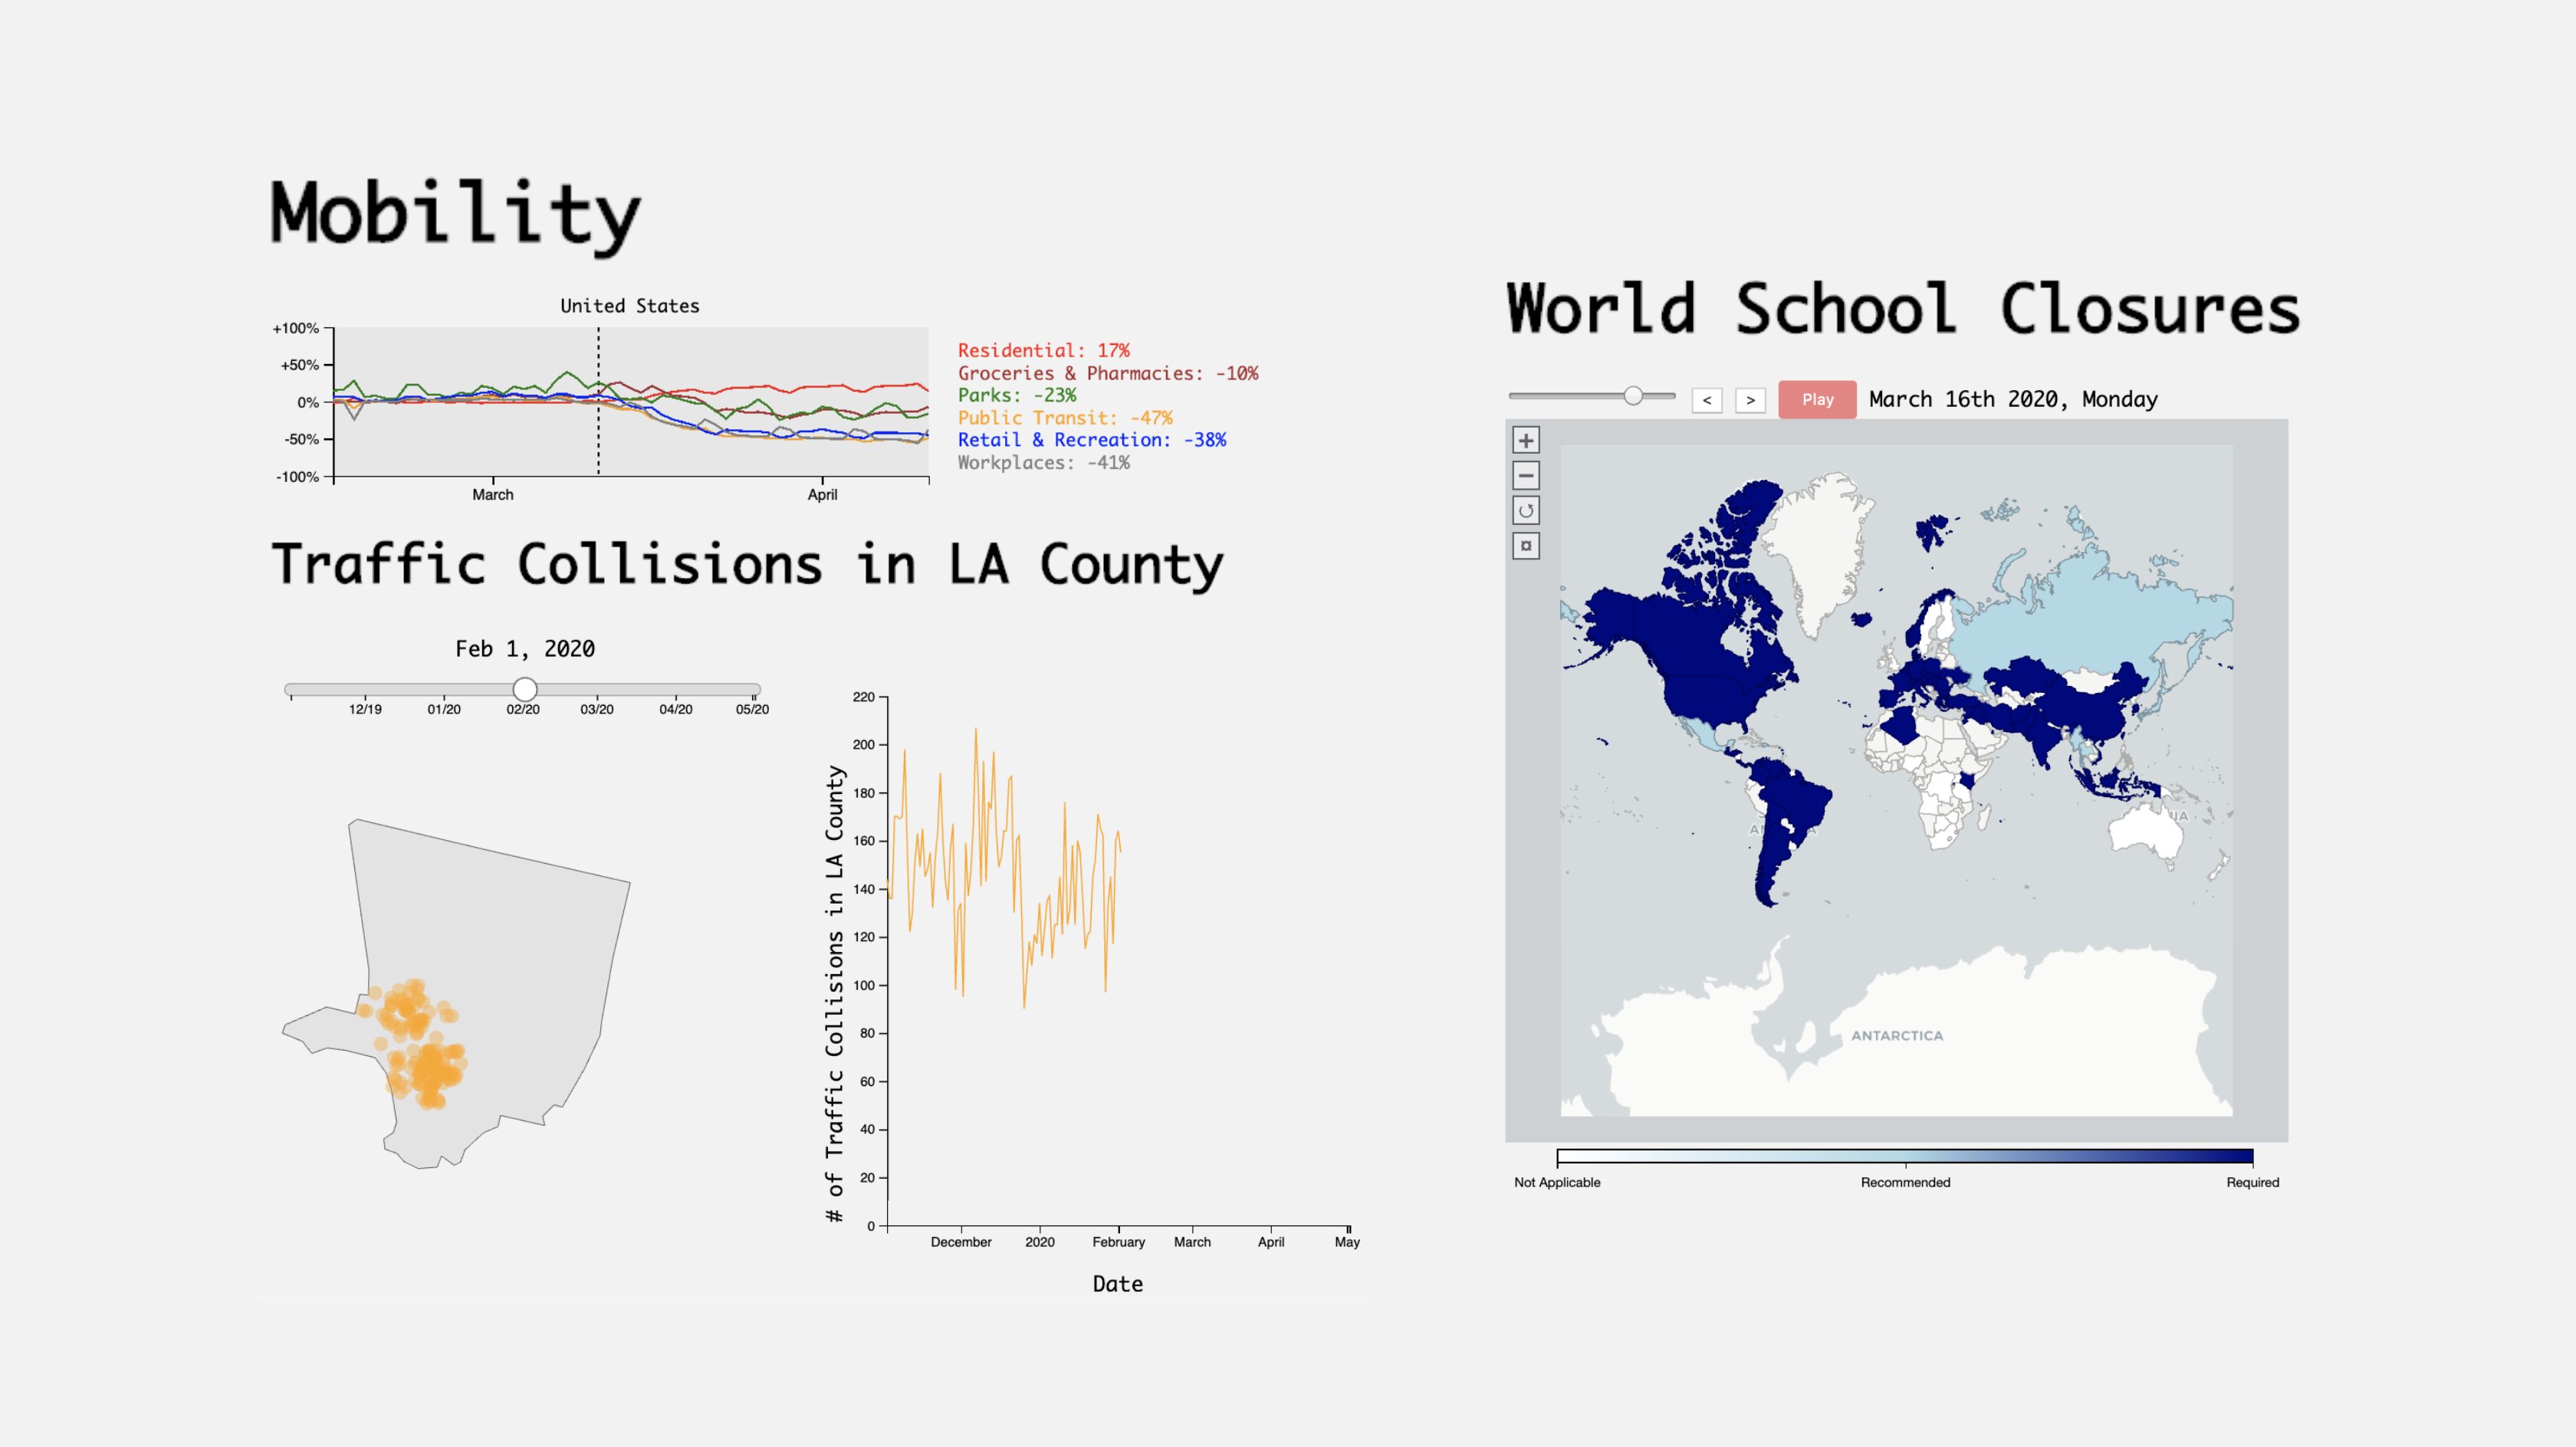 Mobility
United States
+100%
+50%
0%
-50%
-100%
March
April
Residential: 17%
Groceries & Pharmacies: -10%
Parks: -23%
Public Transit: -47%
Retail & Recreation: -38%
Workplaces: -41%
Traffic Collisions in LA County
Feb 1, 2020
12/19
01/20
02/20
03/20
04/20
05/20
# of Traffic Collisions in LA County
220
200
180
160
140
120
100
80
60
40
20
0
December
2020
February
March
April
May
Date
World School Closures
<
>
Play
March 16th 2020, Monday
+
−
ANTARCTICA
Not Applicable
Recommended
Required